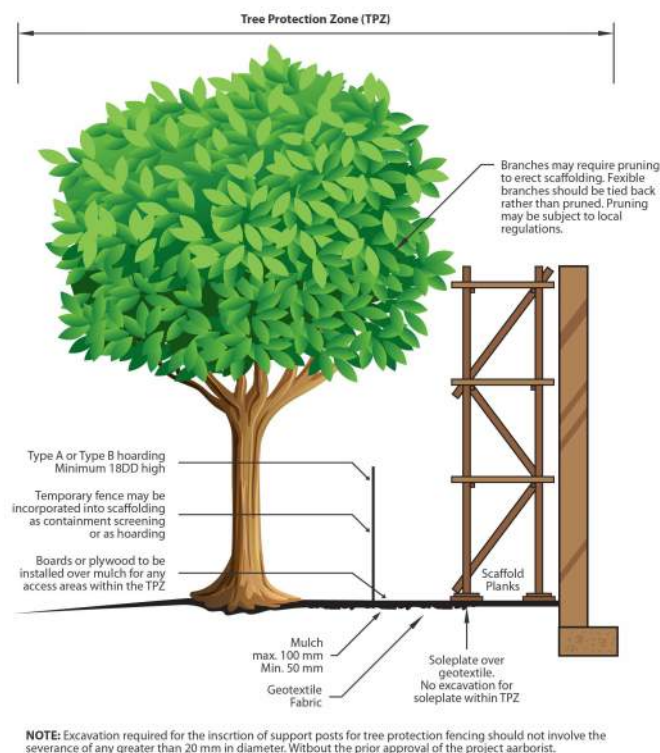 Tree Protection Zone (TPZ)
Branches may require pruning
to erect scaffolding. Fexible
branches should be tied back
rather than pruned. Pruning
may be subject to local
regulations.
Type A or Type B hoarding
Minimum 18DD high
Temporary fence may be
incorporated into scaffolding
as containment screening
or as hoarding
Boards or plywood to be
installed over mulch for any
access areas within the TPZ
Scaffold
Planks
Mulch
max. 100 mm
Min. 50 mm
Geotextile
Fabric
Soleplate over
geotextile.
No excavation for
soleplate within TPZ
NOTE: Excavation required for the inscrtion of support posts for tree protection fencing should not involve the
severance of any greater than 20 mm in diameter. Without the prior approval of the project aarborist.